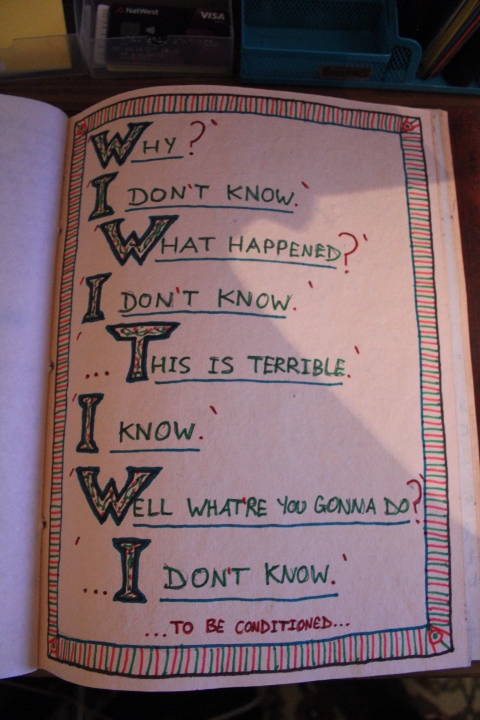 NatWest
VISA
WHY?'
I DON'T KNOW.'
WHAT HAPPENED?'
'I DON'T KNOW.'
'... THIS IS TERRIBLE.'
'I KNOW.'
'WELL WHAT'RE YOU GONNA DO?'
'... I DON'T KNOW.'
...TO BE CONDITIONED...